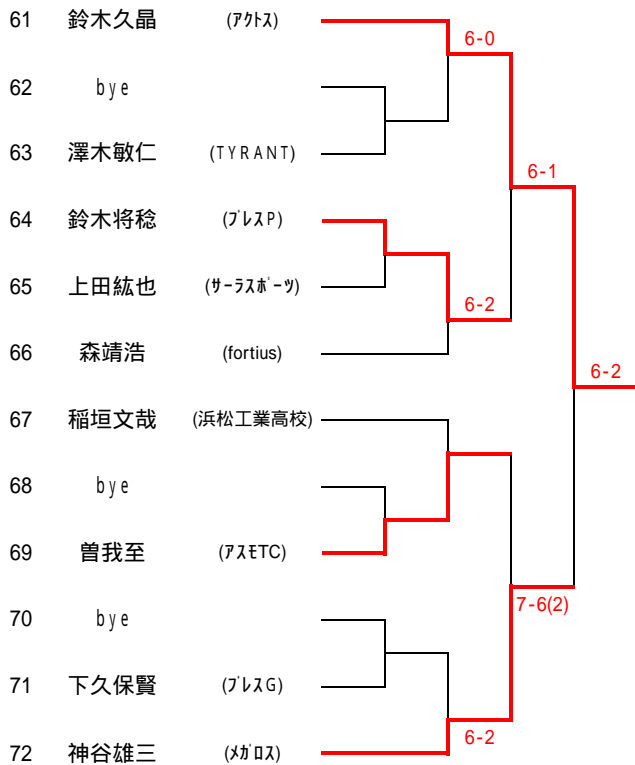 61 鈴木久晶 (アクトス)
6-0
62 bye
63 澤木敏仁 (TYRANT)
6-1
64 鈴木将稔 (ブレスP)
65 上田紘也 (サーラスポーツ)
6-2
66 森靖浩 (fortius)
6-2
67 稲垣文哉 (浜松工業高校)
68 bye
69 曽我至 (アスモTC)
70 bye
7-6(2)
71 下久保賢 (ブレスG)
6-2
72 神谷雄三 (メガロス)